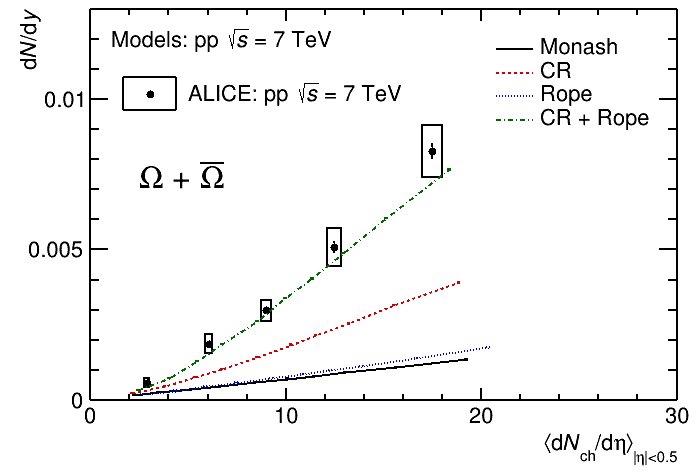 dN/dy
Models: pp √s = 7 TeV
ALICE: pp √s = 7 TeV
Monash
CR
Rope
CR + Rope
Ω + Ω̅
0.01
0.005
0
0 10 20 30
⟨dN_ch/dη⟩_|η|<0.5